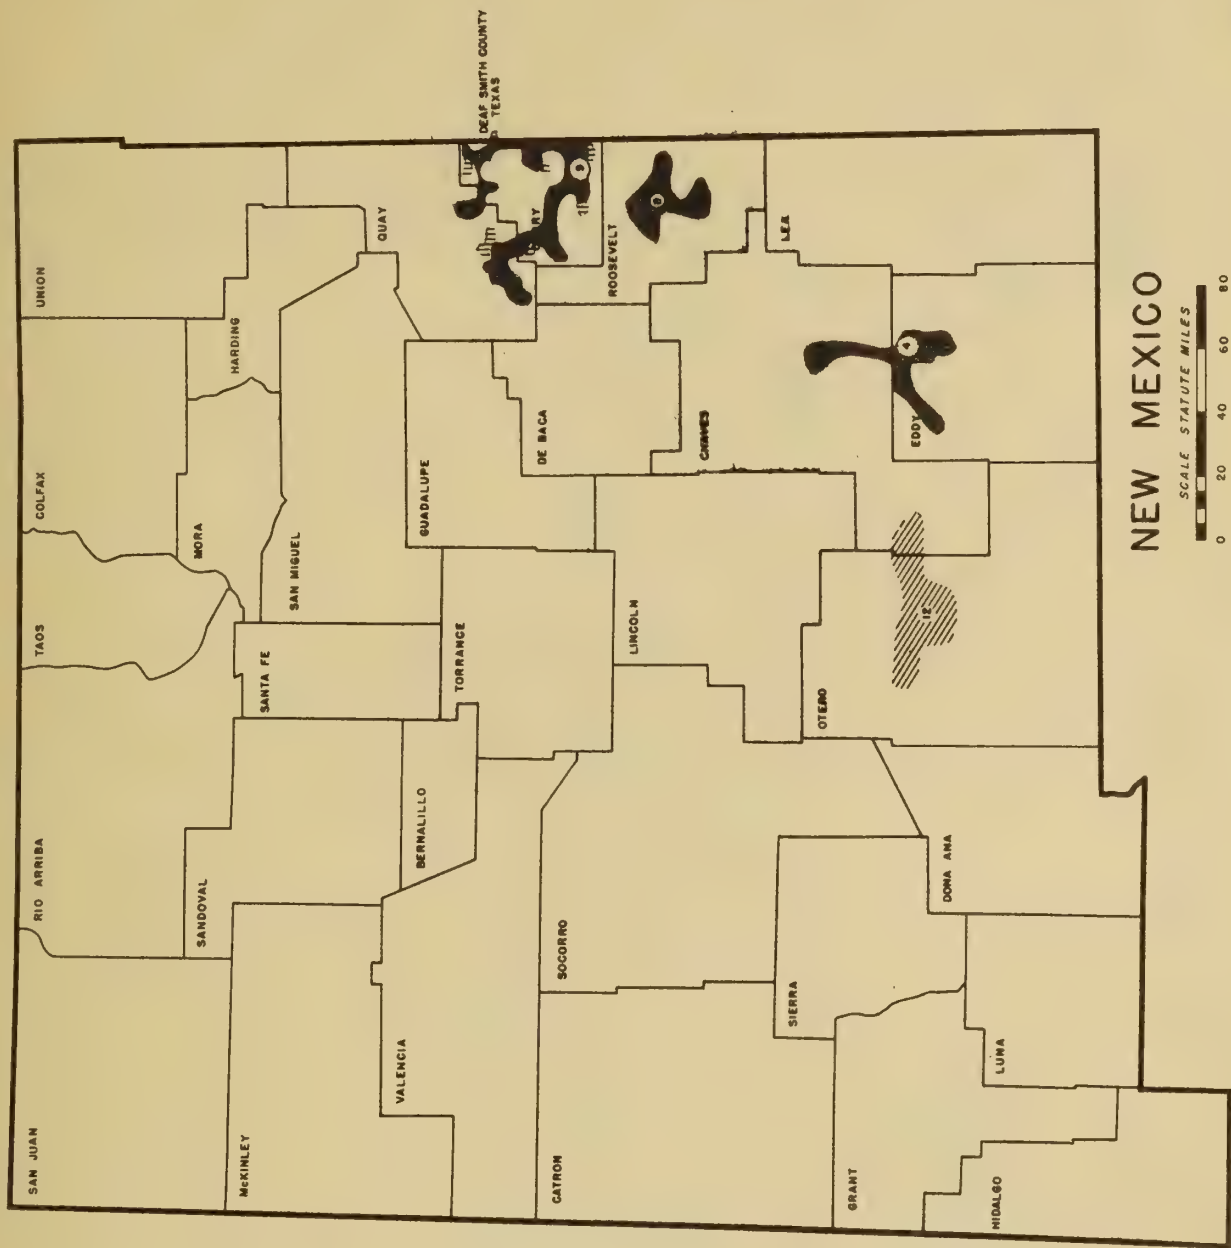 SAN JUAN
RIO ARRIBA
TAOS
COLFAX
UNION
McKINLEY
SANDOVAL
SANTA FE
MORA
HARDING
SAN MIGUEL
QUAY
VALENCIA
BERNALILLO
TORRANCE
GUADALUPE
DEAF SMITH COUNTY
TEXAS
RY
9
CATRON
SOCORRO
LINCOLN
DE BACA
ROOSEVELT
CHAVES
LEA
SIERRA
OTERO
EDDY
4
12
GRANT
DONA ANA
LUNA
HIDALGO
NEW MEXICO
SCALE STATUTE MILES
0 20 40 60 80